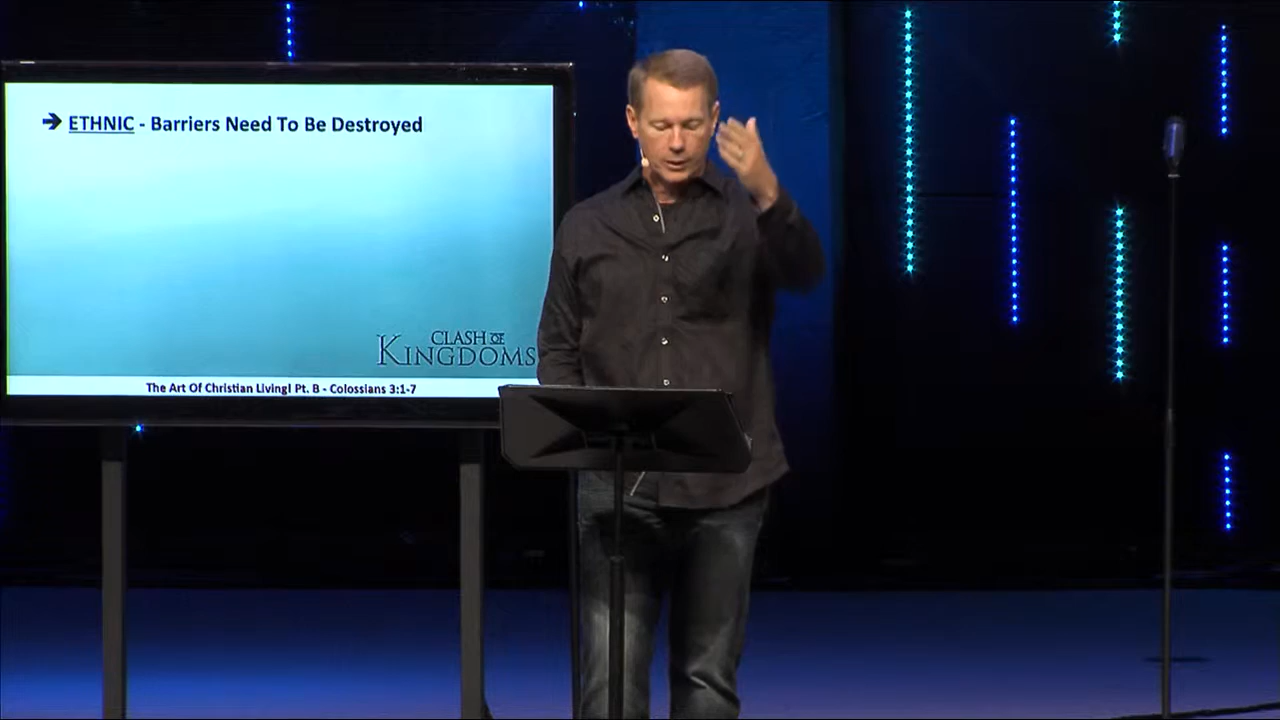 ➔ ETHNIC - Barriers Need To Be Destroyed
CLASH OF
KINGDOMS
The Art Of Christian Living! Pt. B - Colossians 3:1-7